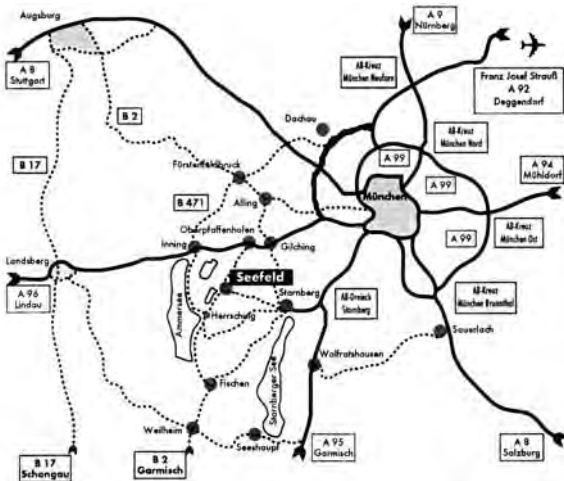 Augsburg
A 8
Stuttgart
A 9
Nürnberg
AB-Kreuz
München Neufarn
Franz Josef Strauß
A 92
Deggendorf
B 2
Dachau
AB-Kreuz
München Nord
A 99
B 17
Fürstenfeldbruck
A 99
A 94
Mühldorf
Alling
München
B 471
Oberpfaffenhofen
Inning
Gilching
A 99
AB-Kreuz
München Ost
Landsberg
Seefeld
A 96
Lindau
Ammersee
Herrsching
Starnberg
AB-Dreieck
Starnberg
AB-Kreuz
München Brunnthal
Starnberger See
Sauerlach
Wolfratshausen
Fischen
Weilheim
Seeshaupt
B 17
Schongau
B 2
Garmisch
A 95
Garmisch
A 8
Salzburg